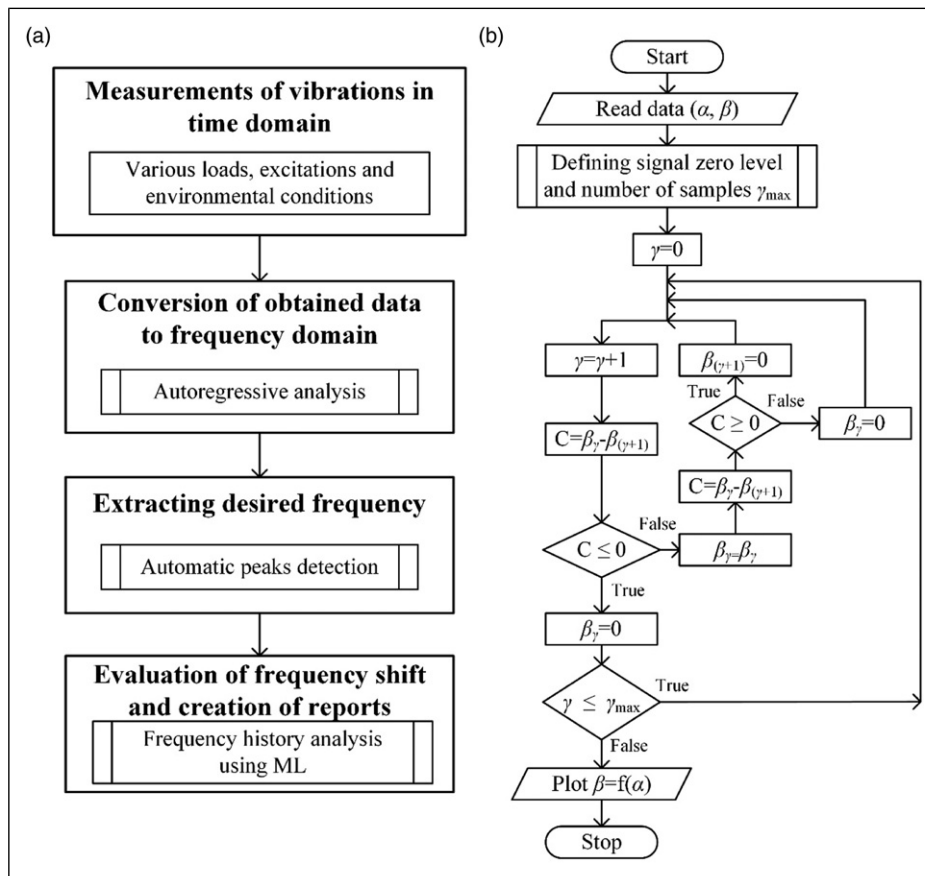 (a)
Measurements of vibrations in
time domain
Various loads, excitations and
environmental conditions
Conversion of obtained data
to frequency domain
Autoregressive analysis
Extracting desired frequency
Automatic peaks detection
Evaluation of frequency shift
and creation of reports
Frequency history analysis
using ML
(b)
Start
Read data (α, β)
Defining signal zero level
and number of samples γmax
γ=0
γ=γ+1
β(γ+1)=0
True
False
C ≥ 0
βγ=0
C=βγ-β(γ+1)
C=βγ-β(γ+1)
False
C ≤ 0
βγ=βγ
True
βγ=0
True
γ ≤ γmax
False
Plot β=f(α)
Stop